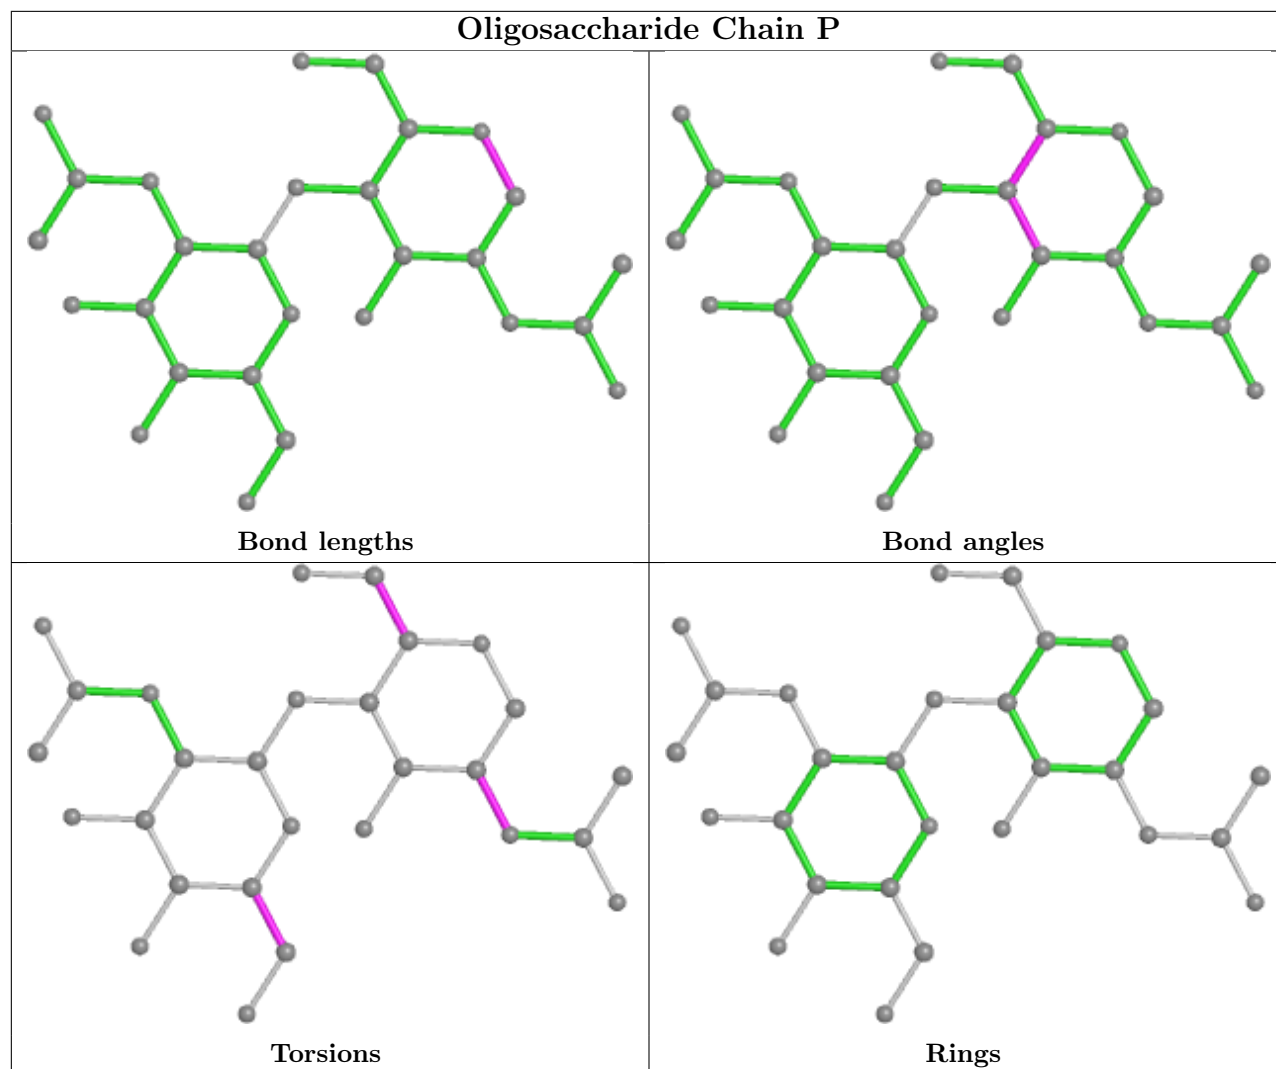 Oligosaccharide Chain P
Bond lengths
Bond angles
Torsions
Rings